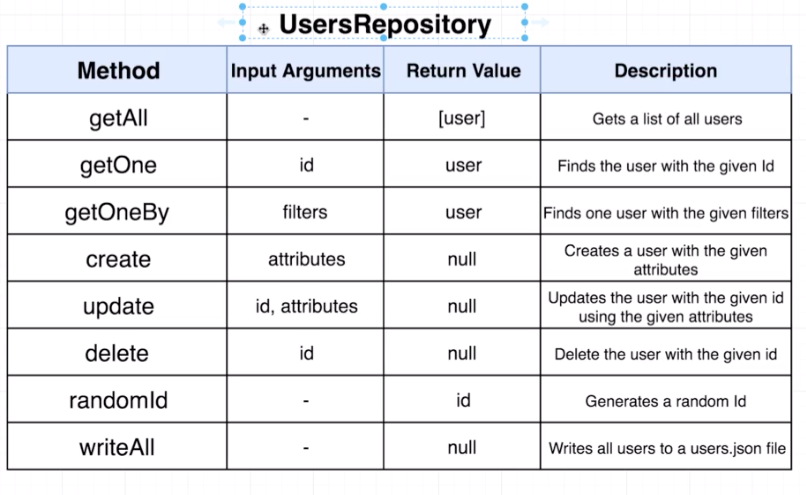 UsersRepository
Method Input Arguments Return Value Description
getAll - [user] Gets a list of all users
getOne id user Finds the user with the given Id
getOneBy filters user Finds one user with the given filters
create attributes null Creates a user with the given
attributes
update id, attributes null Updates the user with the given id
using the given attributes
delete id null Delete the user with the given id
randomId - id Generates a random Id
writeAll - null Writes all users to a users.json file